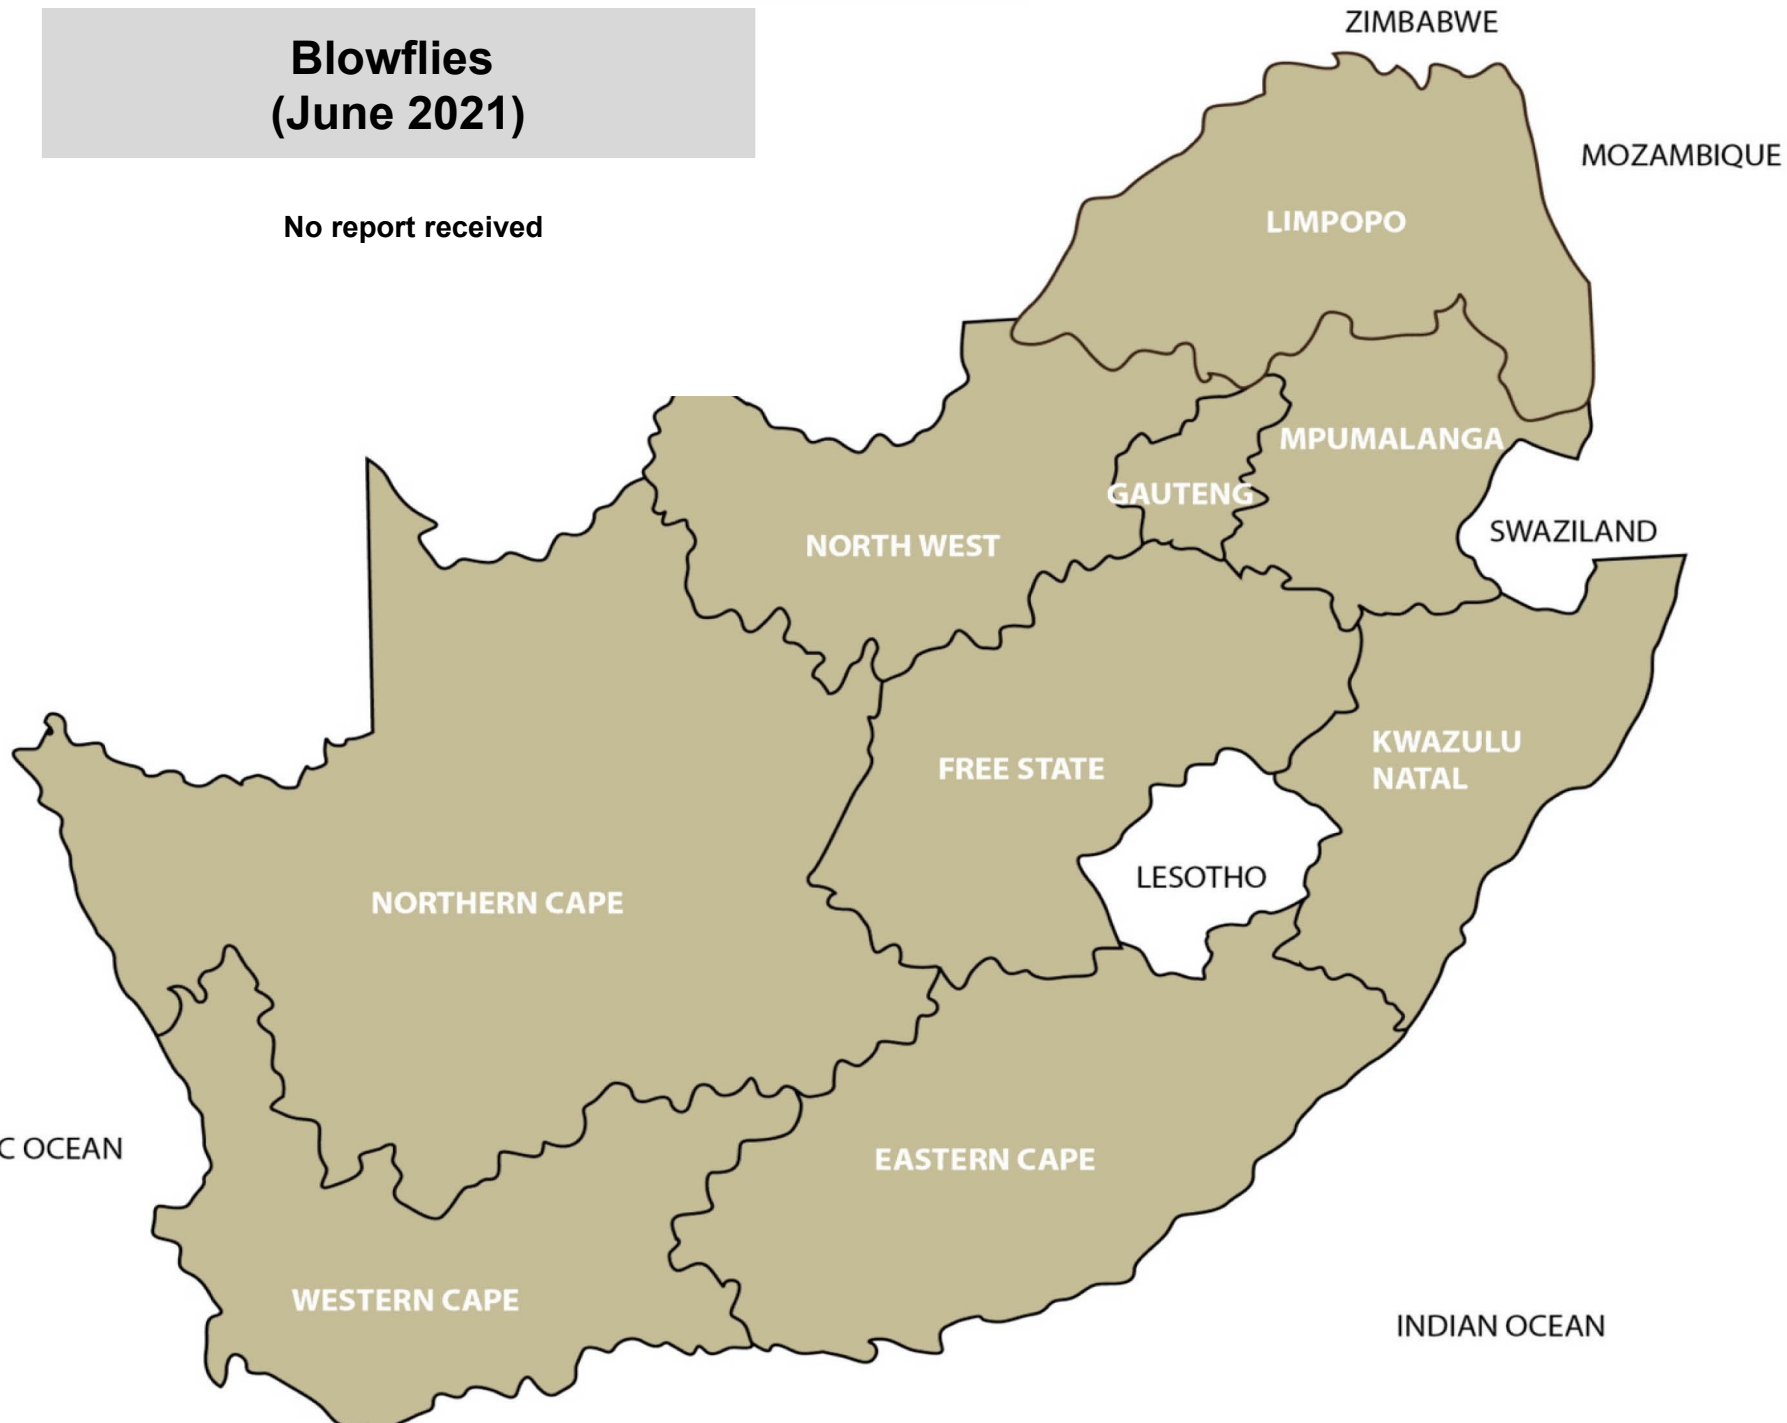 Blowflies
(June 2021)
No report received
ZIMBABWE
MOZAMBIQUE
LIMPOPO
MPUMALANGA
GAUTENG
SWAZILAND
NORTH WEST
KWAZULU
NATAL
FREE STATE
LESOTHO
NORTHERN CAPE
C OCEAN
EASTERN CAPE
WESTERN CAPE
INDIAN OCEAN